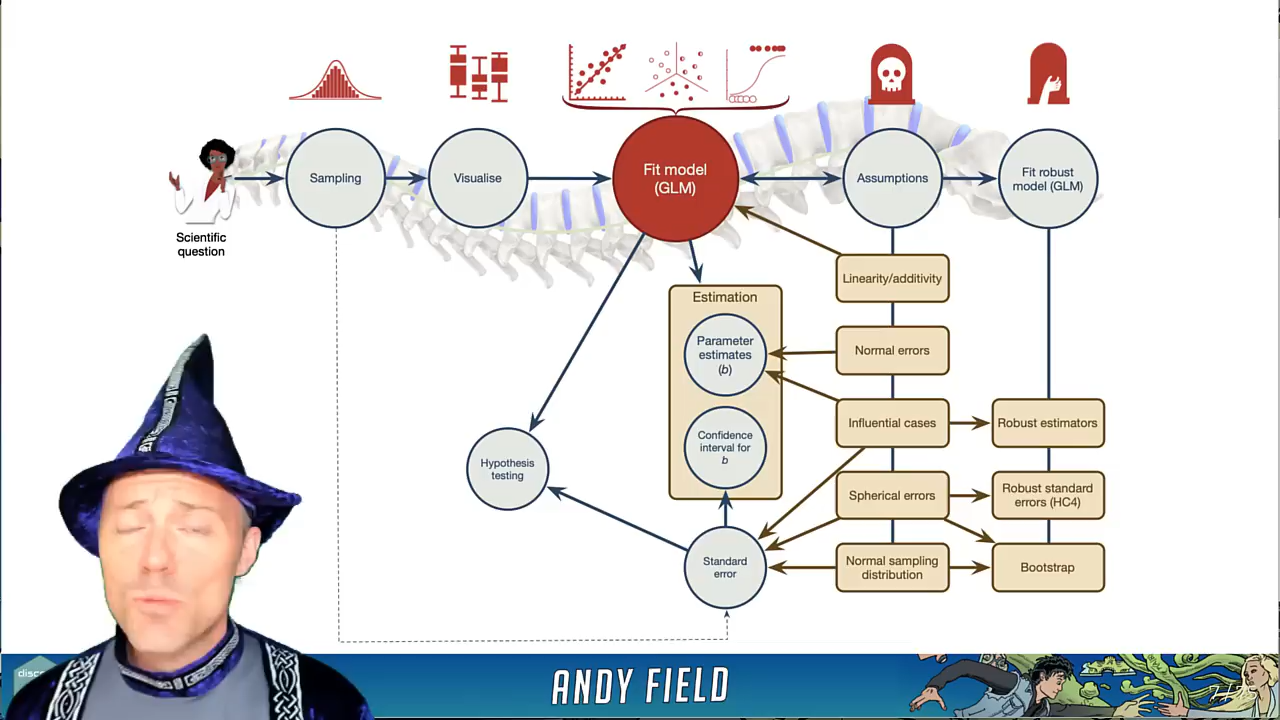 Scientific
question
Sampling
Visualise
Fit model
(GLM)
Assumptions
Fit robust
model (GLM)
Linearity/additivity
Estimation
Parameter
estimates
(b)
Normal errors
Influential cases
Robust estimators
Confidence
interval for
b
Hypothesis
testing
Spherical errors
Robust standard
errors (HC4)
Standard
error
Normal sampling
distribution
Bootstrap
disc
ANDY FIELD